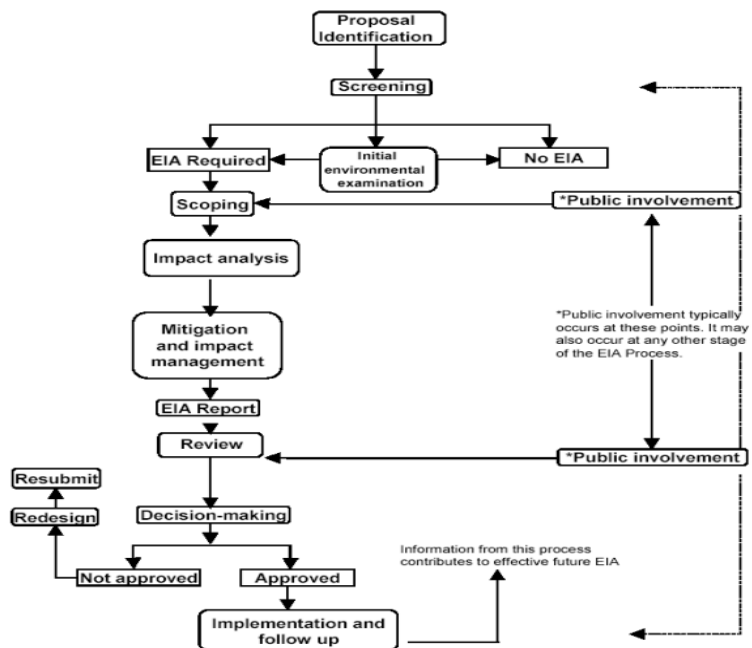 Proposal
Identification
Screening
EIA Required
Initial
environmental
examination
No EIA
Scoping
*Public involvement
Impact analysis
*Public involvement typically
occurs at these points. It may
also occur at any other stage
of the EIA Process.
Mitigation
and impact
management
EIA Report
Review
*Public involvement
Resubmit
Redesign
Decision-making
Not approved
Approved
Information from this process
contributes to effective future EIA
Implementation and
follow up